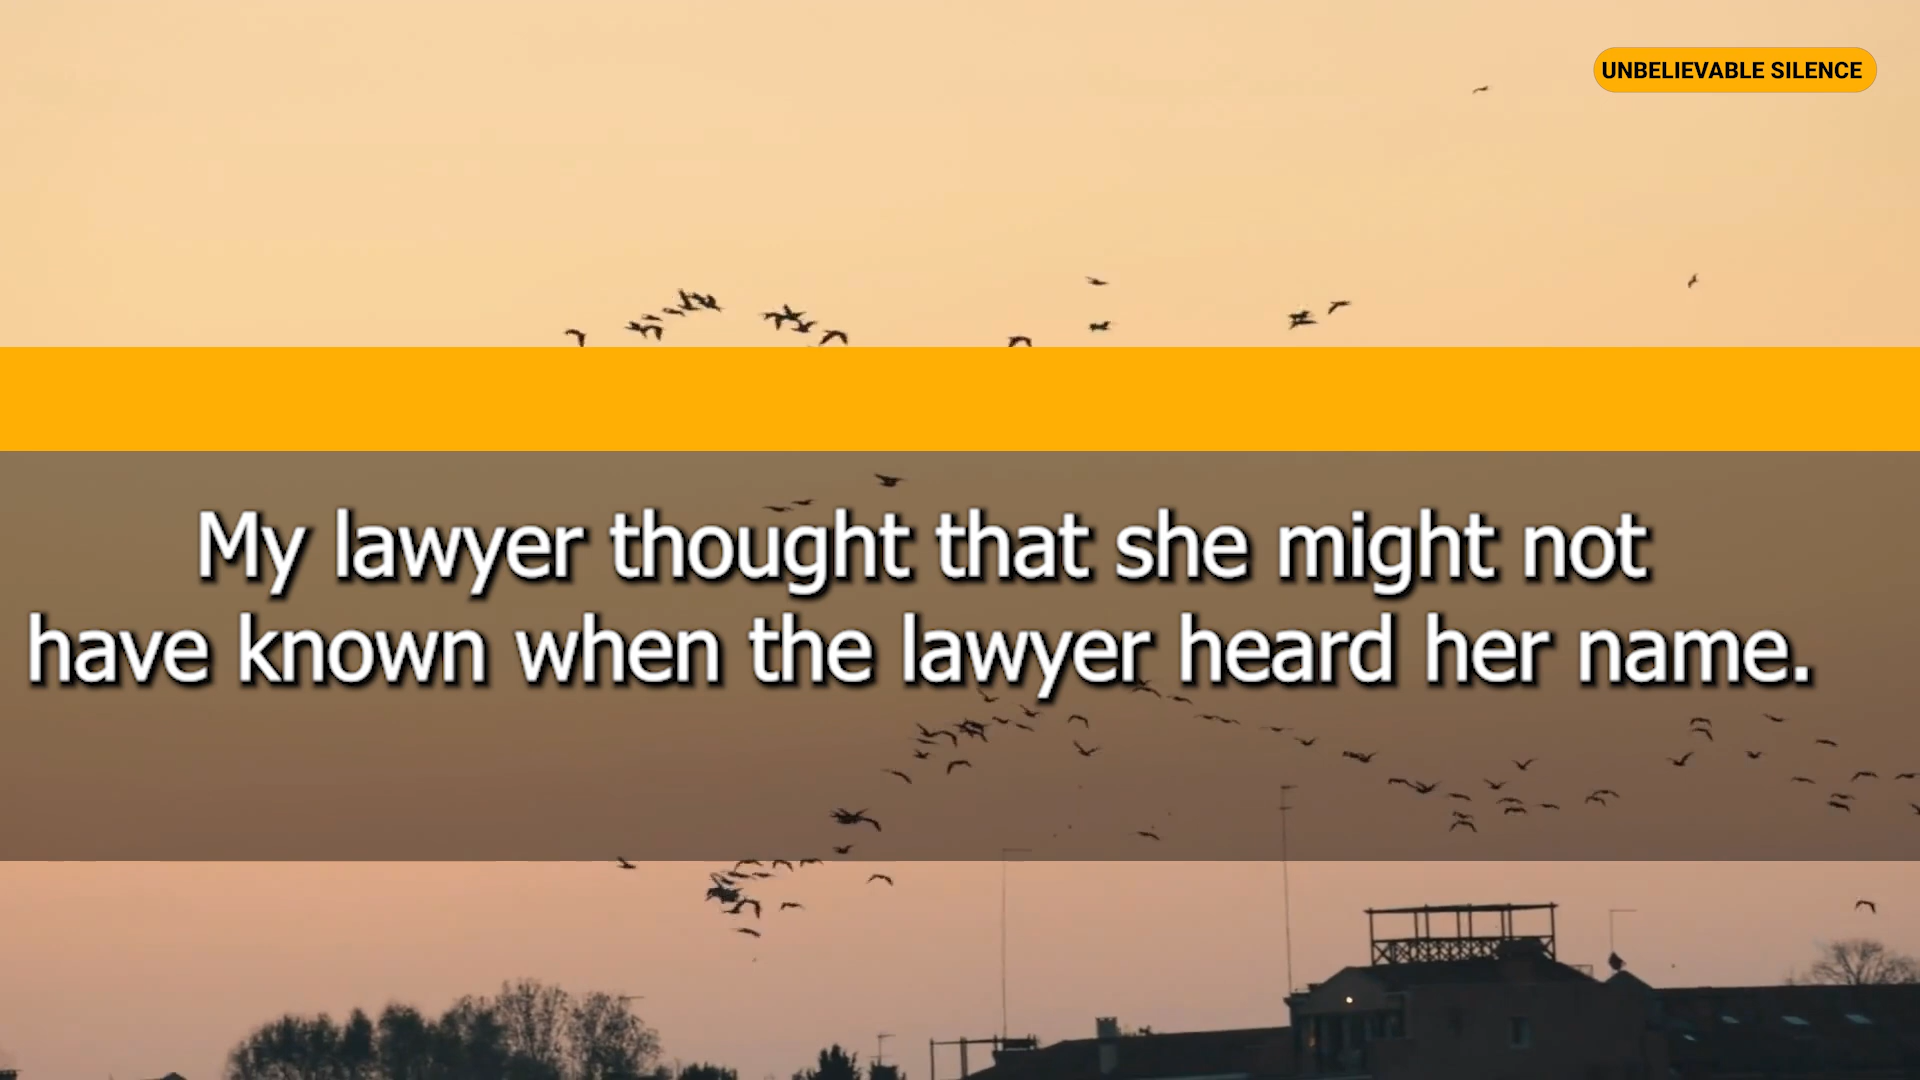 UNBELIEVABLE SILENCE
My lawyer thought that she might not
have known when the lawyer heard her name.